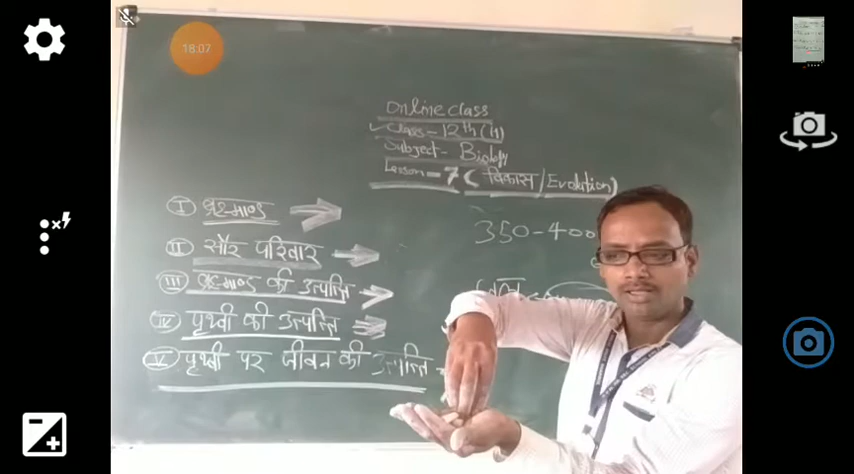 18:07
Online class
Class - 12th (H)
Subject - Biology
Lesson - 7 ( विकास / Evolution)
I ब्रह्माण्ड
II सौर परिवार
III ब्रह्माण्ड की उत्पत्ति
IV पृथ्वी की उत्पत्ति
V पृथ्वी पर जीवन की उत्पत्ति
350-400